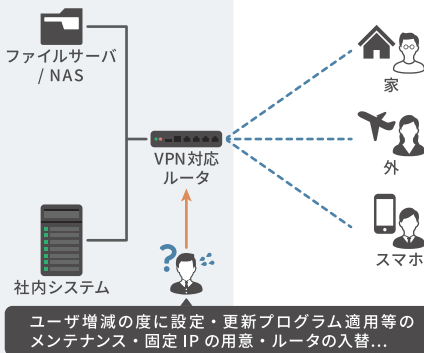 ファイルサーバ
/ NAS
VPN対応
ルータ
社内システム
家
外
スマホ
?
ユーザ増減の度に設定・更新プログラム適用等の
メンテナンス・固定 IP の用意・ルータの入替...